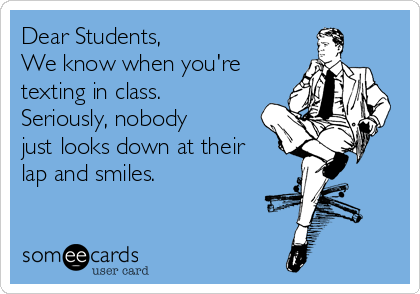 Dear Students,
We know when you're
texting in class.
Seriously, nobody
just looks down at their
lap and smiles.
someecards
user card